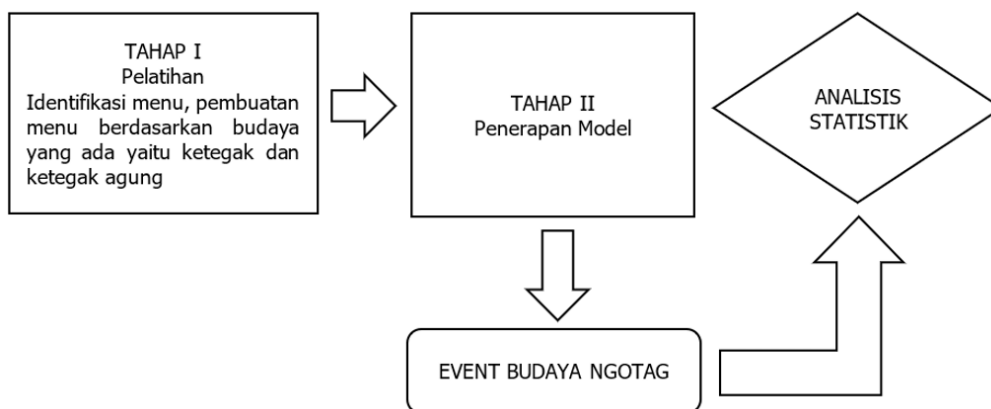 TAHAP I
Pelatihan
Identifikasi menu, pembuatan
menu berdasarkan budaya
yang ada yaitu ketegak dan
ketegak agung
TAHAP II
Penerapan Model
ANALISIS
STATISTIK
EVENT BUDAYA NGOTAG